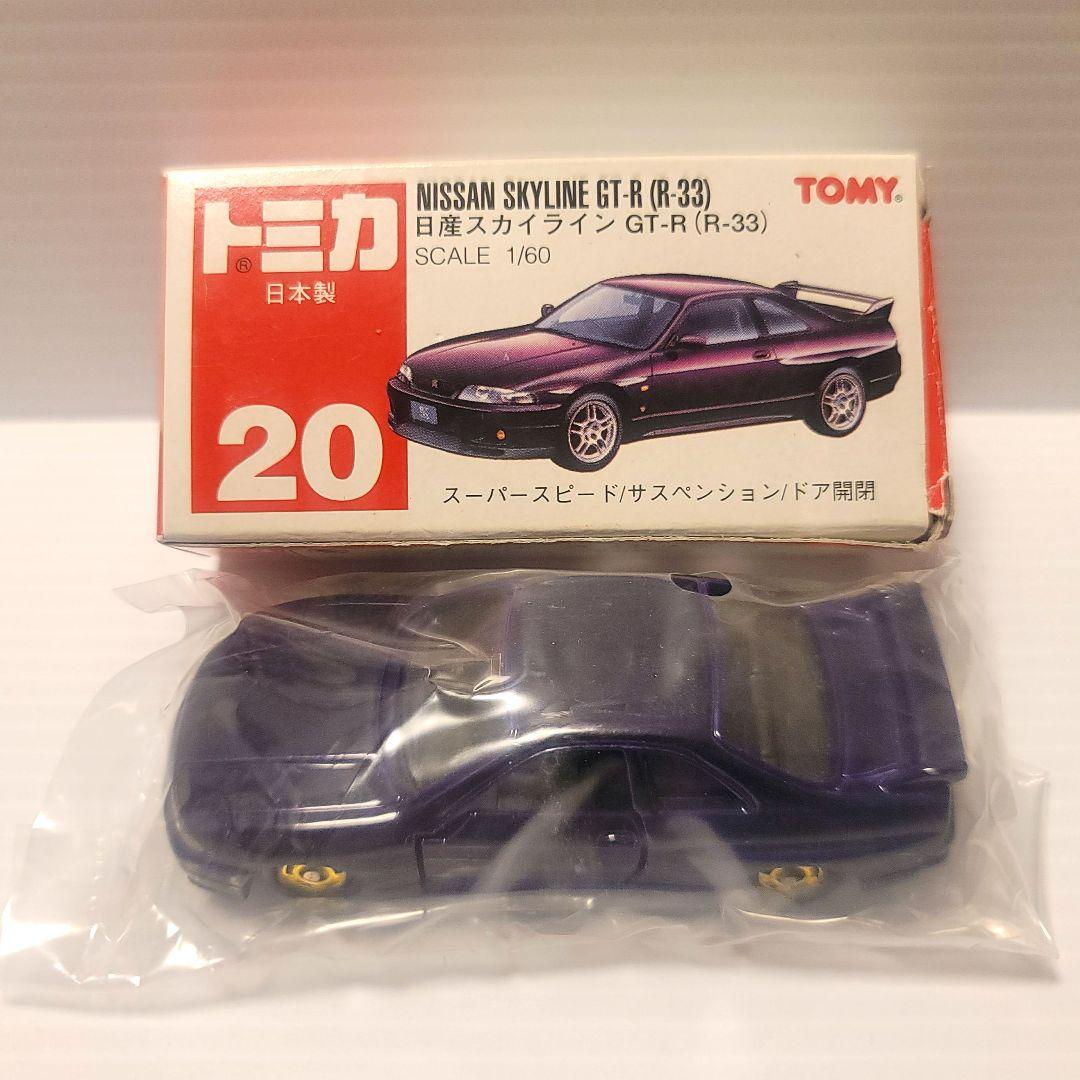 トミカ®
日本製
20
NISSAN SKYLINE GT-R (R-33)
日産スカイライン GT-R (R-33)
SCALE 1/60
TOMY®
スーパースピード/サスペンション/ドア開閉